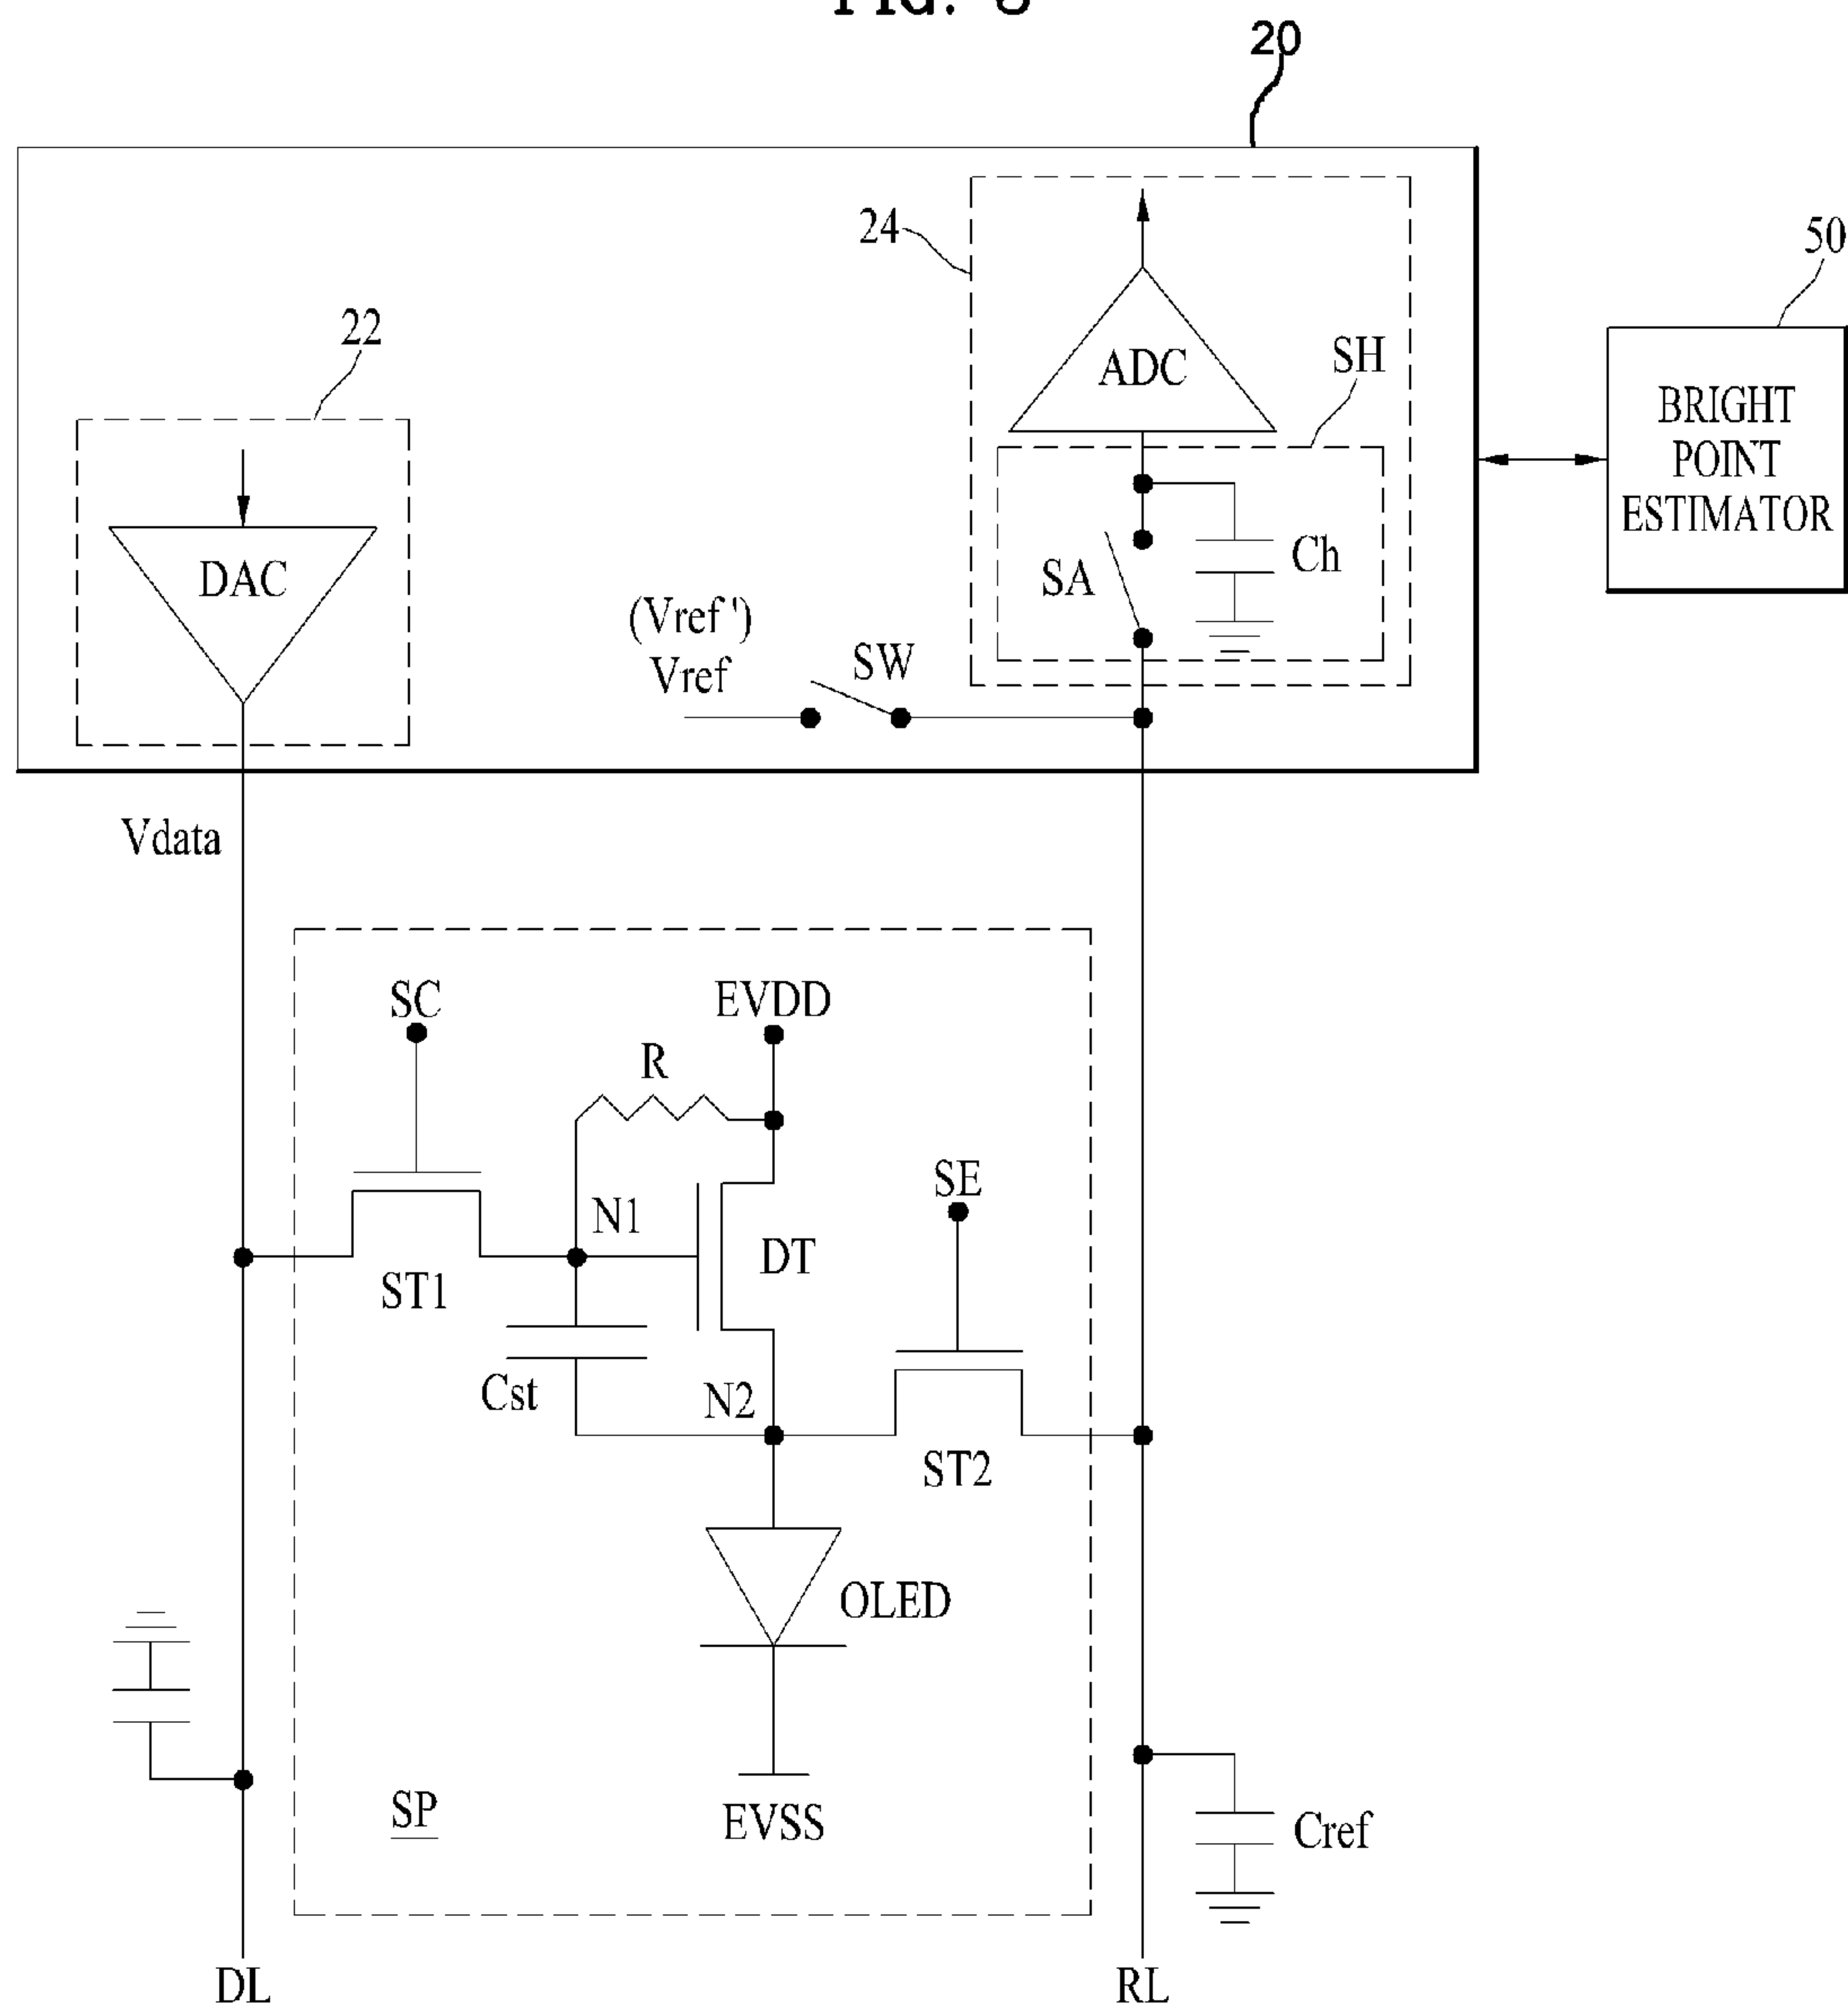 FIG.
20
24
50
22
SH
ADC
BRIGHT
POINT
ESTIMATOR
DAC
SA
Ch
(Vref')
Vref
SW
Vdata
SC
EVDD
R
SE
N1
DT
ST1
Cst
N2
ST2
OLED
SP
EVSS
Cref
DL
RL